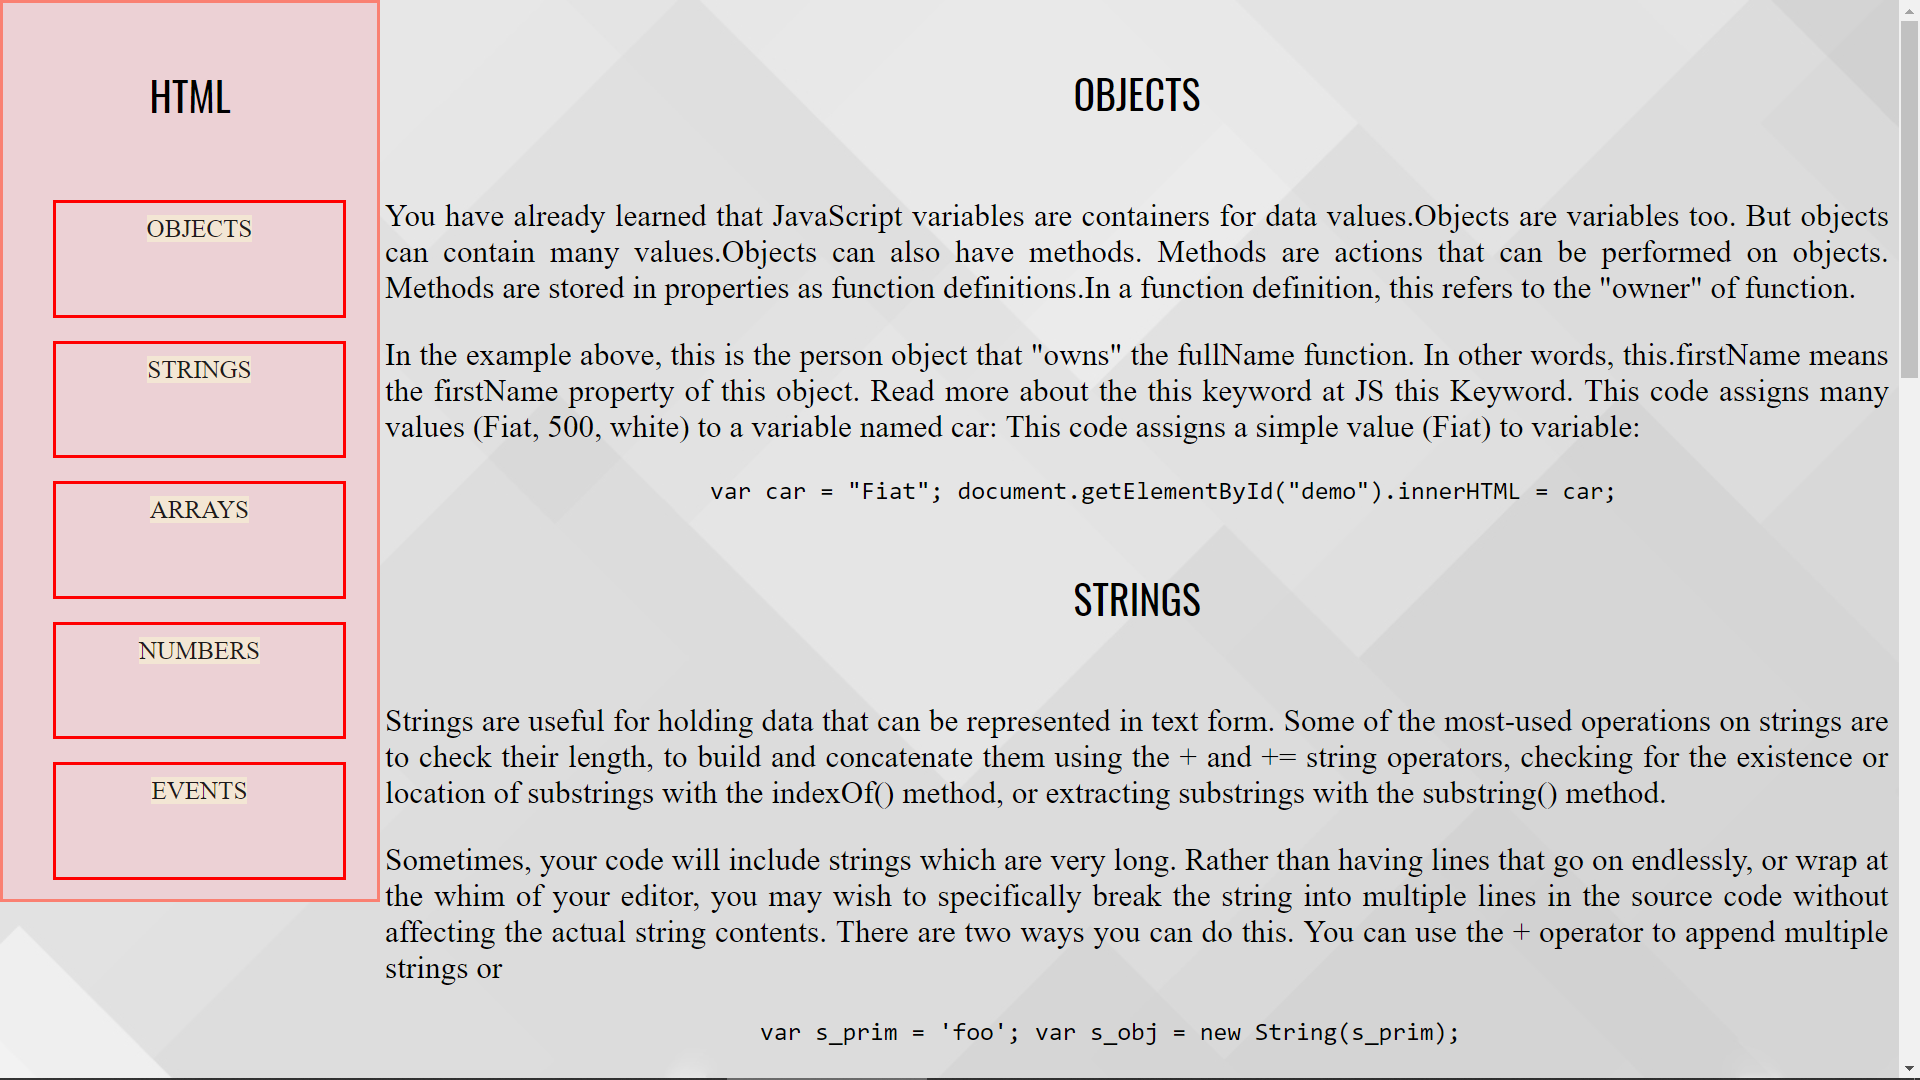 HTML
OBJECTS
STRINGS
ARRAYS
NUMBERS
EVENTS
OBJECTS
You have already learned that JavaScript variables are containers for data values.Objects are variables too. But objects
can contain many values.Objects can also have methods. Methods are actions that can be performed on objects.
Methods are stored in properties as function definitions.In a function definition, this refers to the "owner" of function.
In the example above, this is the person object that "owns" the fullName function. In other words, this.firstName means
the firstName property of this object. Read more about the this keyword at JS this Keyword. This code assigns many
values (Fiat, 500, white) to a variable named car: This code assigns a simple value (Fiat) to variable:
var car = "Fiat"; document.getElementById("demo").innerHTML = car;
STRINGS
Strings are useful for holding data that can be represented in text form. Some of the most-used operations on strings are
to check their length, to build and concatenate them using the + and += string operators, checking for the existence or
location of substrings with the indexOf() method, or extracting substrings with the substring() method.
Sometimes, your code will include strings which are very long. Rather than having lines that go on endlessly, or wrap at
the whim of your editor, you may wish to specifically break the string into multiple lines in the source code without
affecting the actual string contents. There are two ways you can do this. You can use the + operator to append multiple
strings or
var s_prim = 'foo'; var s_obj = new String(s_prim);